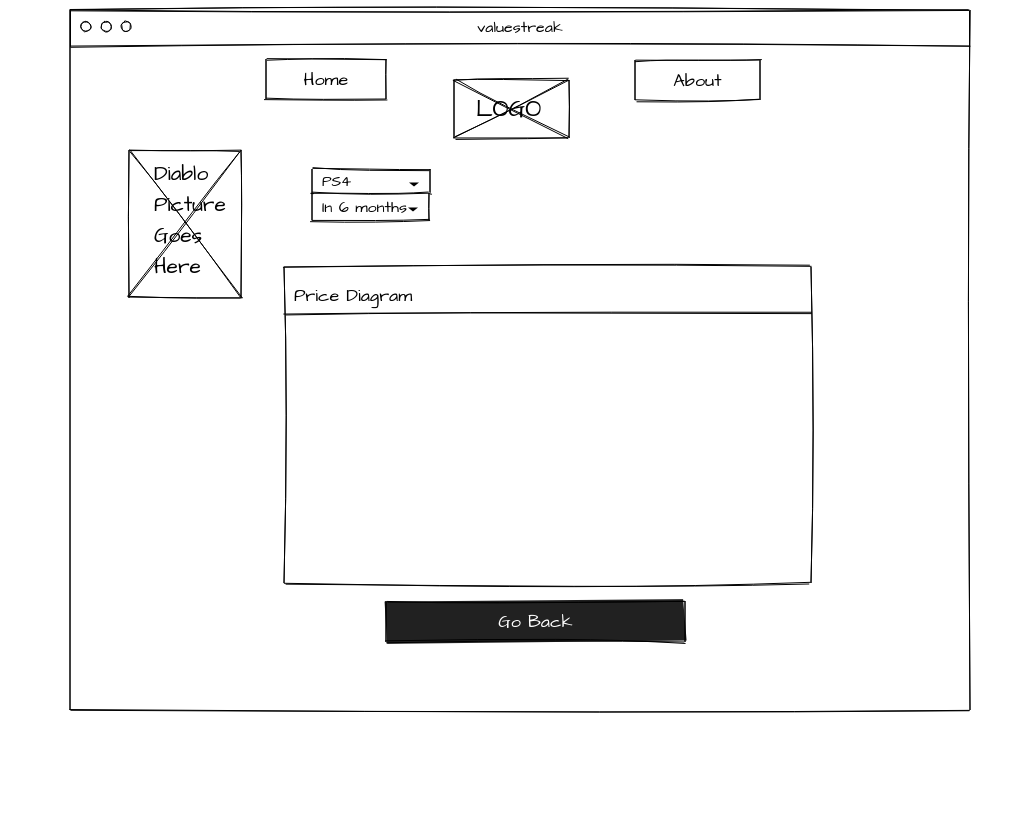 valuestreak
Home
LOGO
About
Diablo
Picture
Goes
Here
PS4
In 6 months
Price Diagram
Go Back